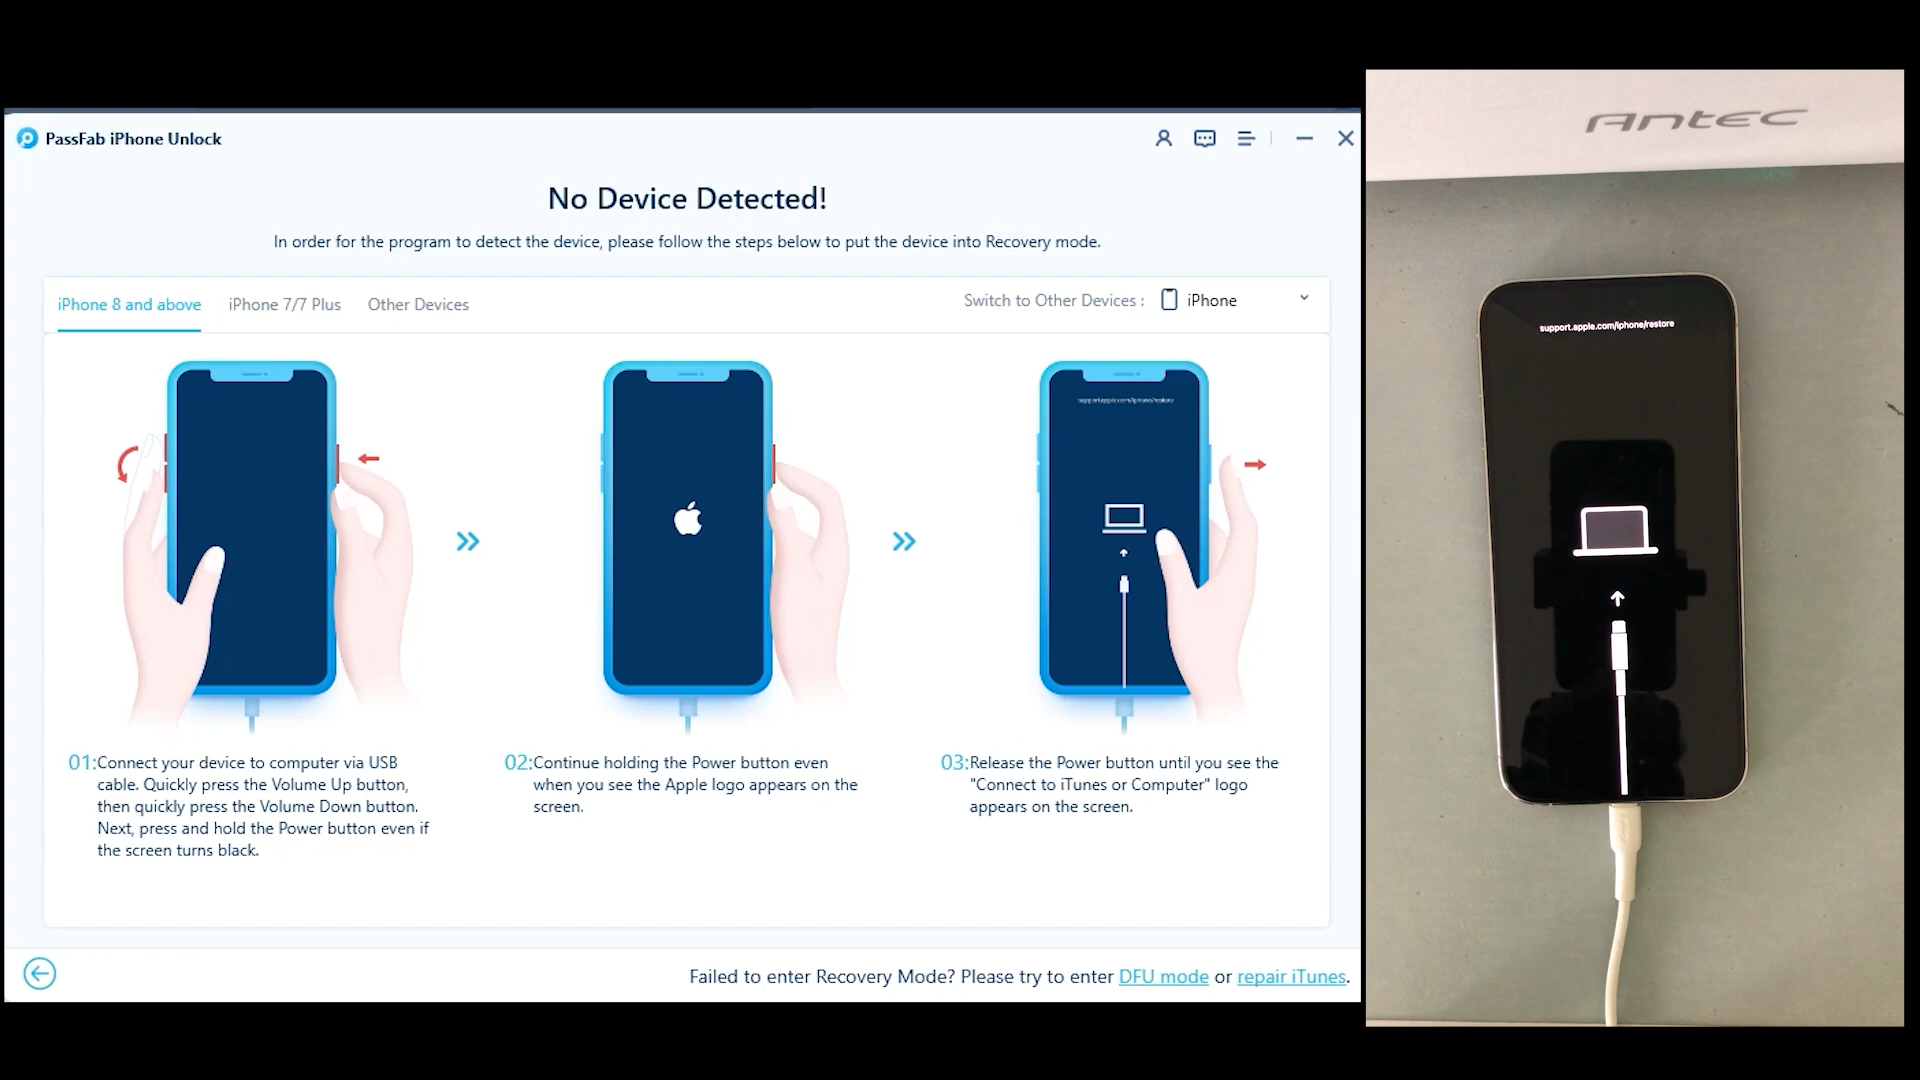 PassFab iPhone Unlock
No Device Detected!
In order for the program to detect the device, please follow the steps below to put the device into Recovery mode.
iPhone 8 and above
iPhone 7/7 Plus
Other Devices
Switch to Other Devices :
iPhone
support.apple.com/iphone/restore
01:Connect your device to computer via USB
cable. Quickly press the Volume Up button,
then quickly press the Volume Down button.
Next, press and hold the Power button even if
the screen turns black.
02:Continue holding the Power button even
when you see the Apple logo appears on the
screen.
03:Release the Power button until you see the
"Connect to iTunes or Computer" logo
appears on the screen.
Failed to enter Recovery Mode? Please try to enter DFU mode or repair iTunes.
Antec
support.apple.com/iphone/restore